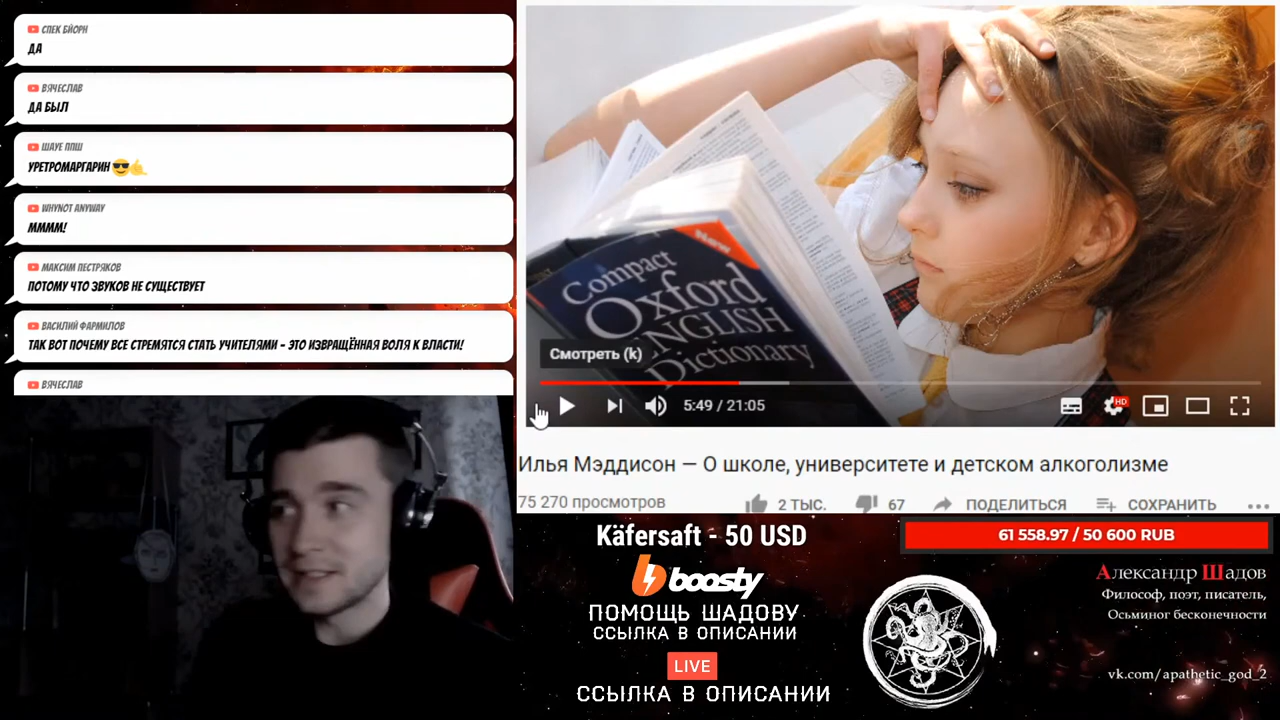 СПЕК БЙОРН
ДА
ВЯЧЕСЛАВ
ДА БЫЛ
ШАУЕ ППШ
УРЕТРОМАРГАРИН😎🤙
WHYNOT ANYWAY
ММММ!
МАКСИМ ПЕСТРЯКОВ
ПОТОМУ ЧТО ЗВУКОВ НЕ СУЩЕСТВУЕТ
ВАСИЛИЙ ФАРМИЛОВ
ТАК ВОТ ПОЧЕМУ ВСЕ СТРЕМЯТСЯ СТАТЬ УЧИТЕЛЯМИ - ЭТО ИЗВРАЩЁННАЯ ВОЛЯ К ВЛАСТИ!
ВЯЧЕСЛАВ
New
Compact
Oxford
ENGLISH
Dictionary
Смотреть (k)
5:49 / 21:05
HD
Илья Мэддисон — О школе, университете и детском алкоголизме
75 270 просмотров
2 ТЫС.
67
ПОДЕЛИТЬСЯ
СОХРАНИТЬ
Käfersaft - 50 USD
boosty
ПОМОЩЬ ШАДОВУ
ССЫЛКА В ОПИСАНИИ
LIVE
ССЫЛКА В ОПИСАНИИ
61 558.97 / 50 600 RUB
Александр Шадов
Философ, поэт, писатель,
Осьминог бесконечности
vk.com/apathetic_god_2